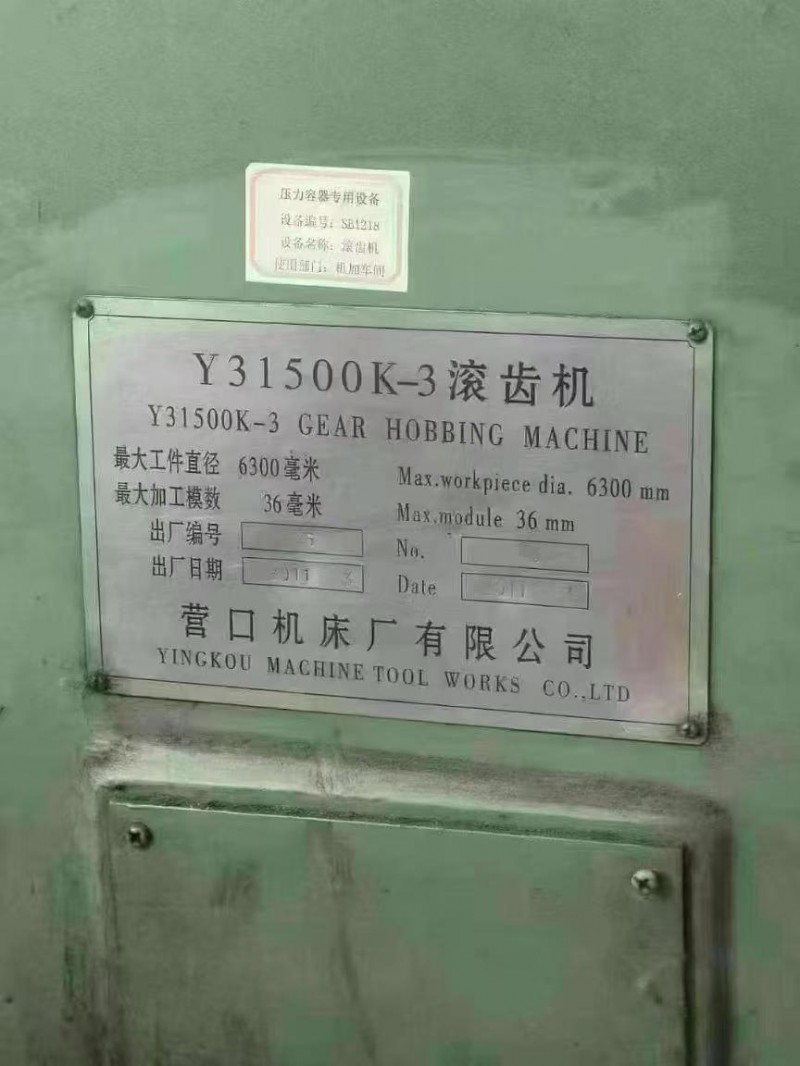 压力容器专用设备
设备编号：SB1218
设备名称：滚齿机
使用部门：机加车间
Y31500K-3滚齿机
Y31500K-3 GEAR HOBBING MACHINE
最大工件直径 6300毫米 Max.workpiece dia. 6300 mm
最大加工模数 36毫米 Max.module 36 mm
出厂编号 No.
出厂日期 2011 Date 2011
营口机床厂有限公司
YINGKOU MACHINE TOOL WORKS CO.,LTD